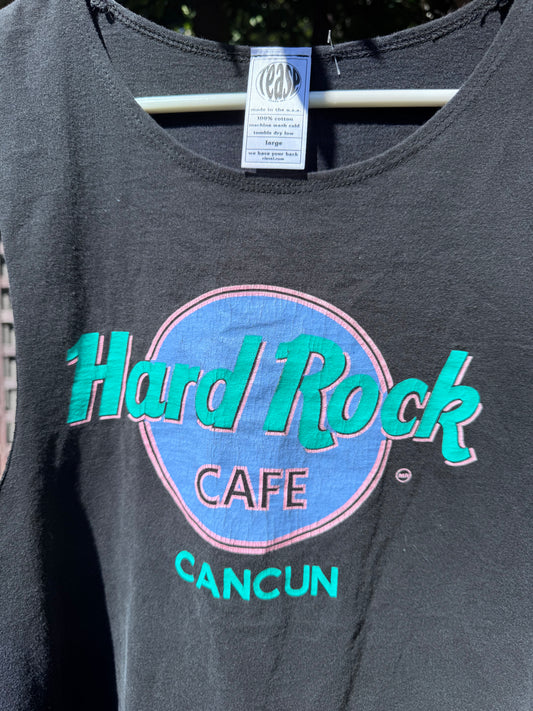 rease
made in the u.s.a
100% cotton
machine wash cold
tumble dry low
large
we have your back
Hard Rock
CAFE
CANCUN